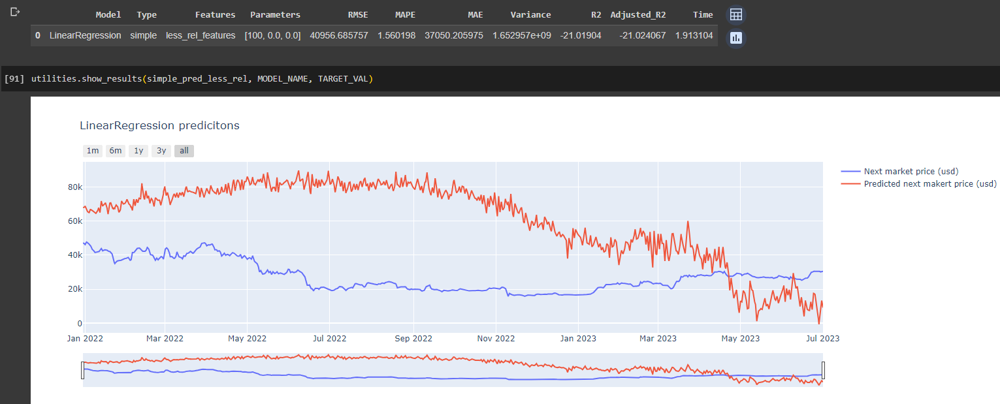 Model Type Features Parameters RMSE MAPE MAE Variance R2 Adjusted_R2 Time
0 LinearRegression simple less_rel_features [100, 0.0, 0.0] 40956.685757 1.560198 37050.205975 1.652957e+09 -21.01904 -21.024067 1.913104
[91] utilities.show_results(simple_pred_less_rel, MODEL_NAME, TARGET_VAL)
LinearRegression predicitons
1m 6m 1y 3y all
Next market price (usd)
Predicted next makert price (usd)
80k
60k
40k
20k
0
Jan 2022 Mar 2022 May 2022 Jul 2022 Sep 2022 Nov 2022 Jan 2023 Mar 2023 May 2023 Jul 2023